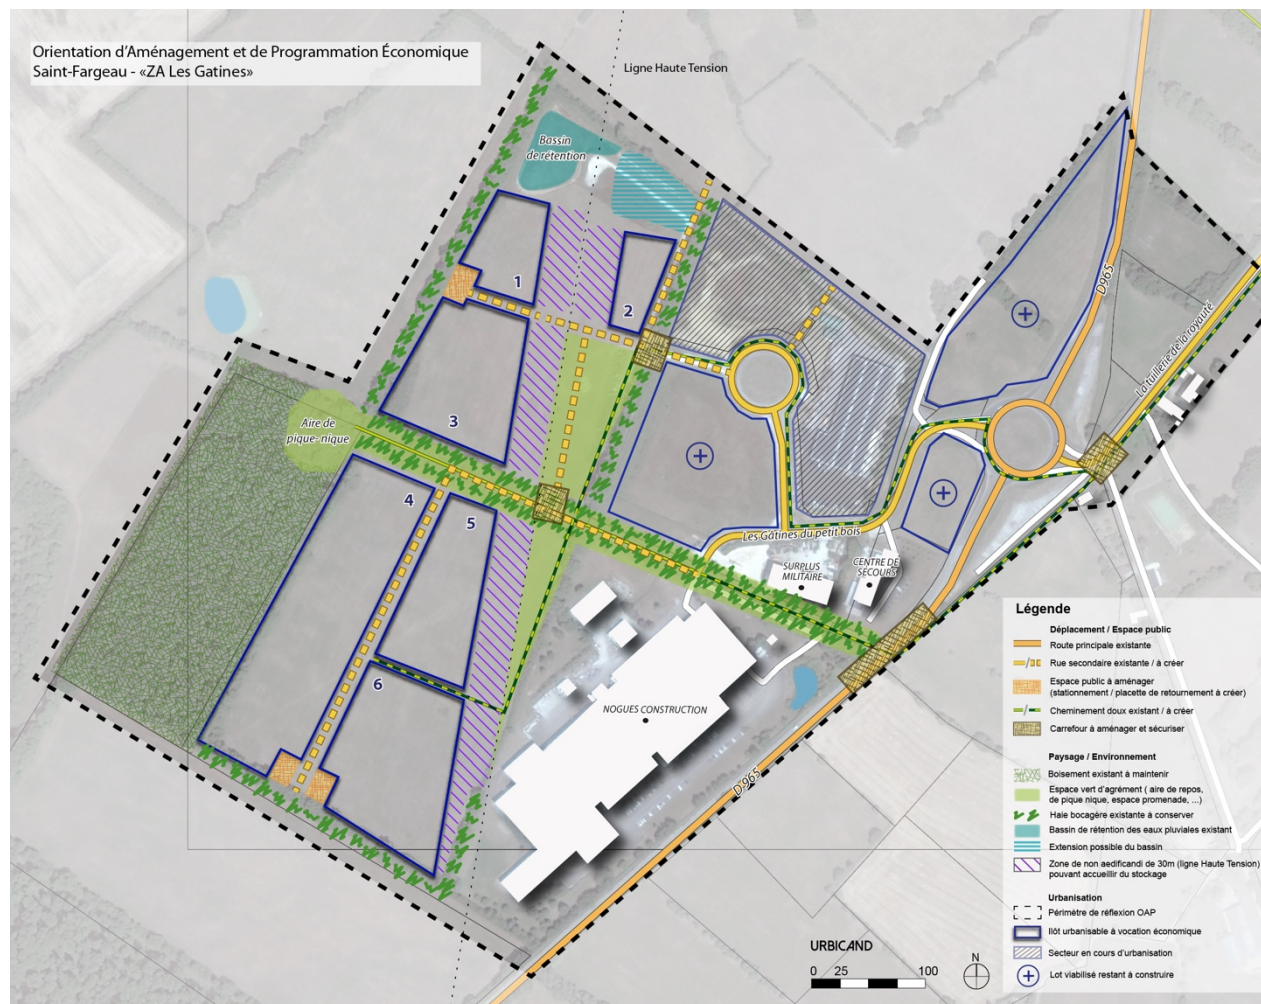 Orientation d'Aménagement et de Programmation Économique
Saint-Fargeau - «ZA Les Gatines»
Ligne Haute Tension
Bassin
de rétention
1
2
3
4
5
6
Aire de
pique- nique
D 965
La tuillerie de la royauté
Les Gâtines du petit bois
SURPLUS
MILITAIRE
CENTRE DE
SECOURS
NOGUES CONSTRUCTION
D 965
Légende
Déplacement / Espace public
Route principale existante
Rue secondaire existante / à créer
Espace public à aménager
(stationnement / placette de retournement à créer)
Cheminement doux existant / à créer
Carrefour à aménager et sécuriser
Paysage / Environnement
Boisement existant à maintenir
Espace vert d'agrément ( aire de repos,
de pique nique, espace promenade, ...)
Haie bocagère existante à conserver
Bassin de rétention des eaux pluviales existant
Extension possible du bassin
Zone de non aedificandi de 30m (ligne Haute Tension)
pouvant accueillir du stockage
Urbanisation
Périmètre de réflexion OAP
Ilôt urbanisable à vocation économique
Secteur en cours d'urbanisation
Lot viabilisé restant à construire
URBICAND
0 25 100
N